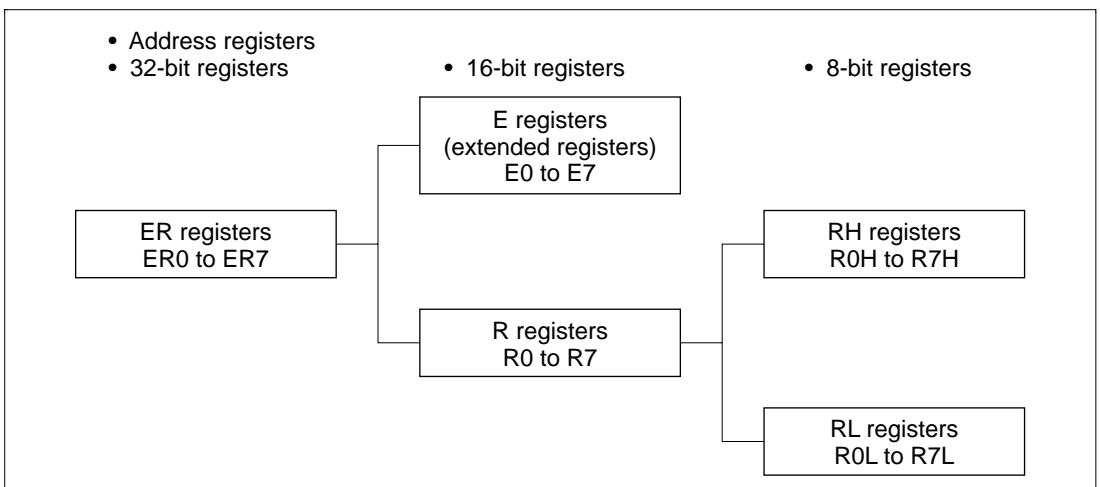 • Address registers
• 32-bit registers
• 16-bit registers
• 8-bit registers
E registers
(extended registers)
E0 to E7
ER registers
ER0 to ER7
RH registers
R0H to R7H
R registers
R0 to R7
RL registers
R0L to R7L